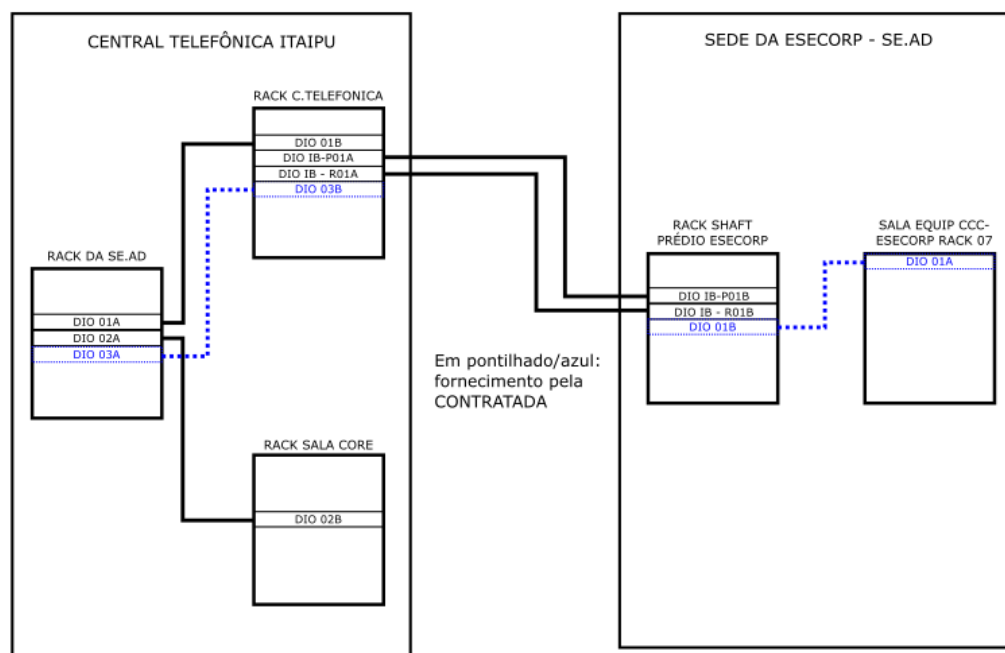 CENTRAL TELEFÔNICA ITAIPU
RACK C.TELEFONICA
DIO 01B
DIO IB-P01A
DIO IB - R01A
DIO 03B
RACK DA SE.AD
DIO 01A
DIO 02A
DIO 03A
RACK SALA CORE
DIO 02B
Em pontilhado/azul:
fornecimento pela
CONTRATADA
SEDE DA ESECORP - SE.AD
RACK SHAFT
PRÉDIO ESECORP
DIO IB-P01B
DIO IB - R01B
DIO 01B
SALA EQUIP CCC-
ESECORP RACK 07
DIO 01A